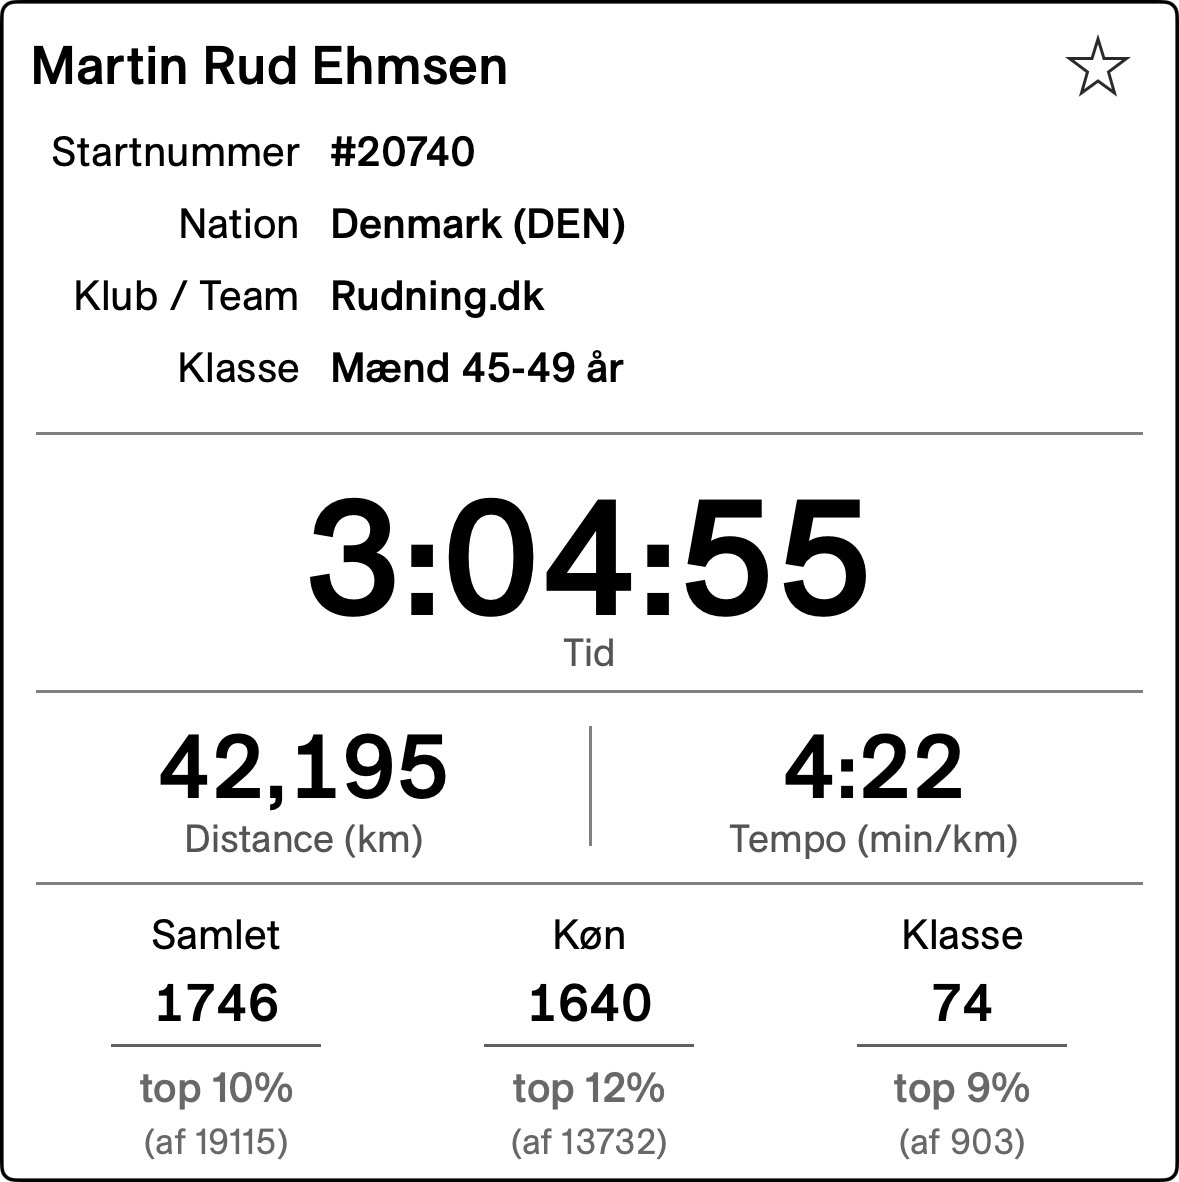 Martin Rud Ehmsen
Startnummer #20740
Nation Denmark (DEN)
Klub / Team Rudning.dk
Klasse Mænd 45-49 år
3:04:55
Tid
42,195 4:22
Distance (km) Tempo (min/km)
Samlet Køn Klasse
1746 1640 74
top 10% top 12% top 9%
(af 19115) (af 13732) (af 903)